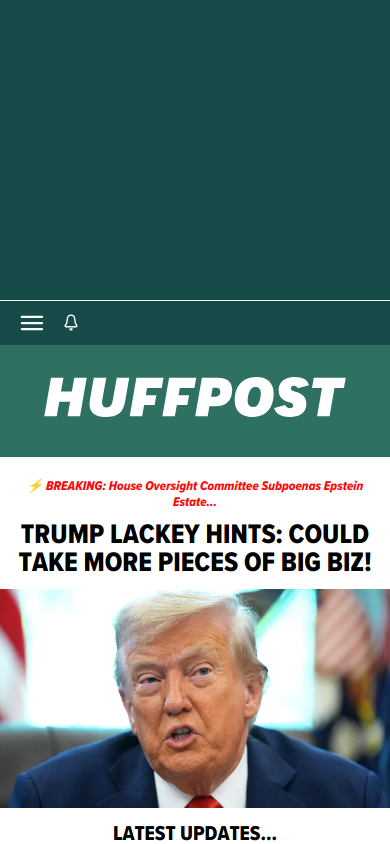 HUFFPOST
⚡ BREAKING: House Oversight Committee Subpoenas Epstein
Estate...
TRUMP LACKEY HINTS: COULD
TAKE MORE PIECES OF BIG BIZ!
LATEST UPDATES...